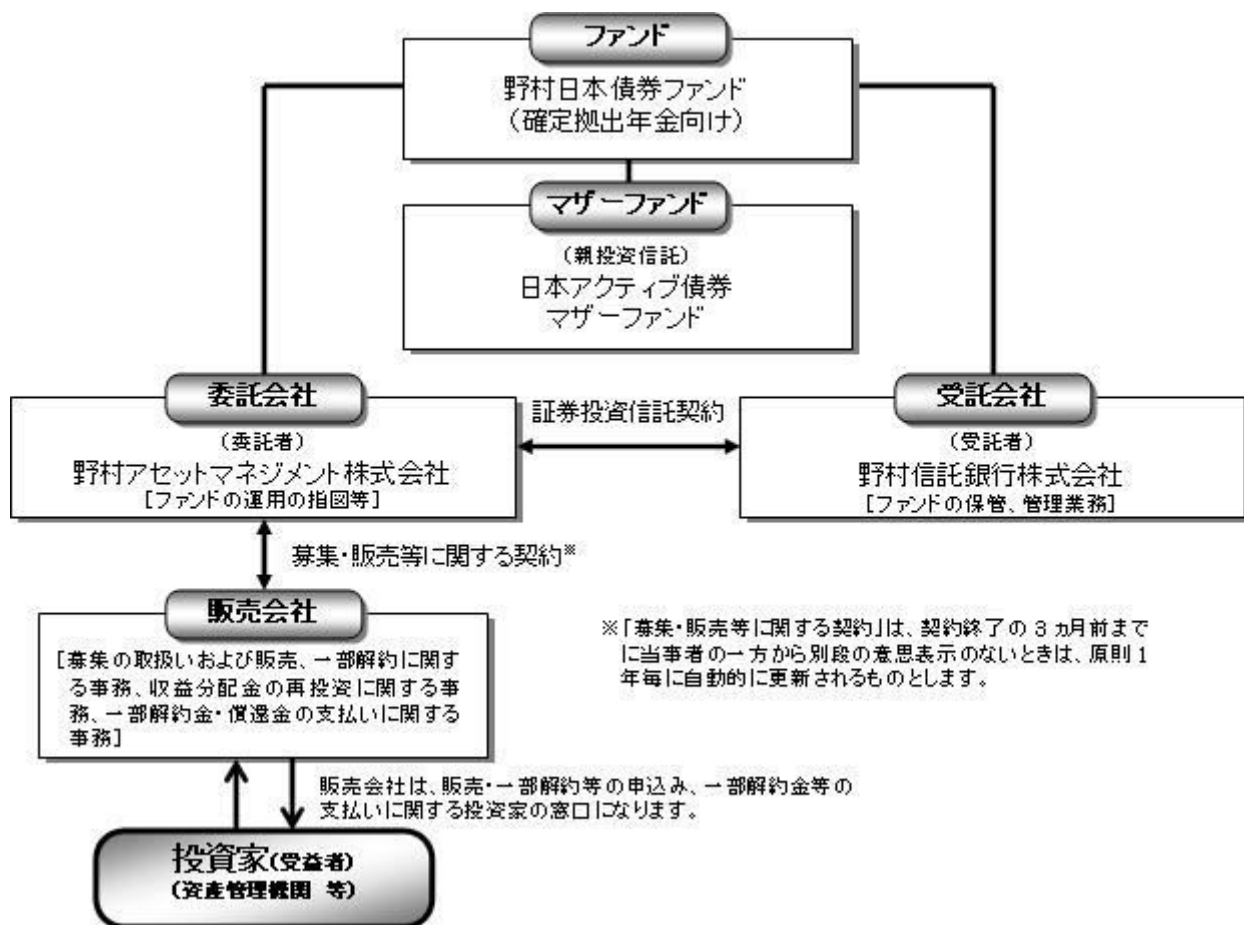 ファンド
野村日本債券ファンド
(確定拠出年金向け)
マザーファンド
(親投資信託)
日本アクティブ債券
マザーファンド
委託会社
(委託者)
野村アセットマネジメント株式会社
[ファンドの運用の指図等]
証券投資信託契約
受託会社
(受託者)
野村信託銀行株式会社
[ファンドの保管、管理業務]
募集・販売等に関する契約※
販売会社
[募集の取扱いおよび販売、一部解約に関す
る事務、収益分配金の再投資に関する事
務、一部解約金・償還金の支払いに関する
事務]
※「募集・販売等に関する契約」は、契約終了の3ヵ月前まで
に当事者の一方から別段の意思表示のないときは、原則1
年毎に自動的に更新されるものとします。
販売会社は、販売・一部解約等の申込み、一部解約金等の
支払いに関する投資家の窓口になります。
投資家(受益者)
(資産管理機関 等)